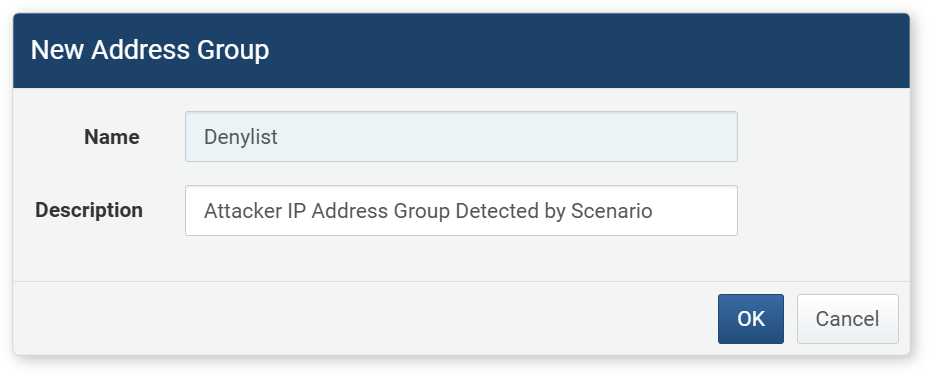 New Address Group
Name Denylist
Description Attacker IP Address Group Detected by Scenario
OK Cancel